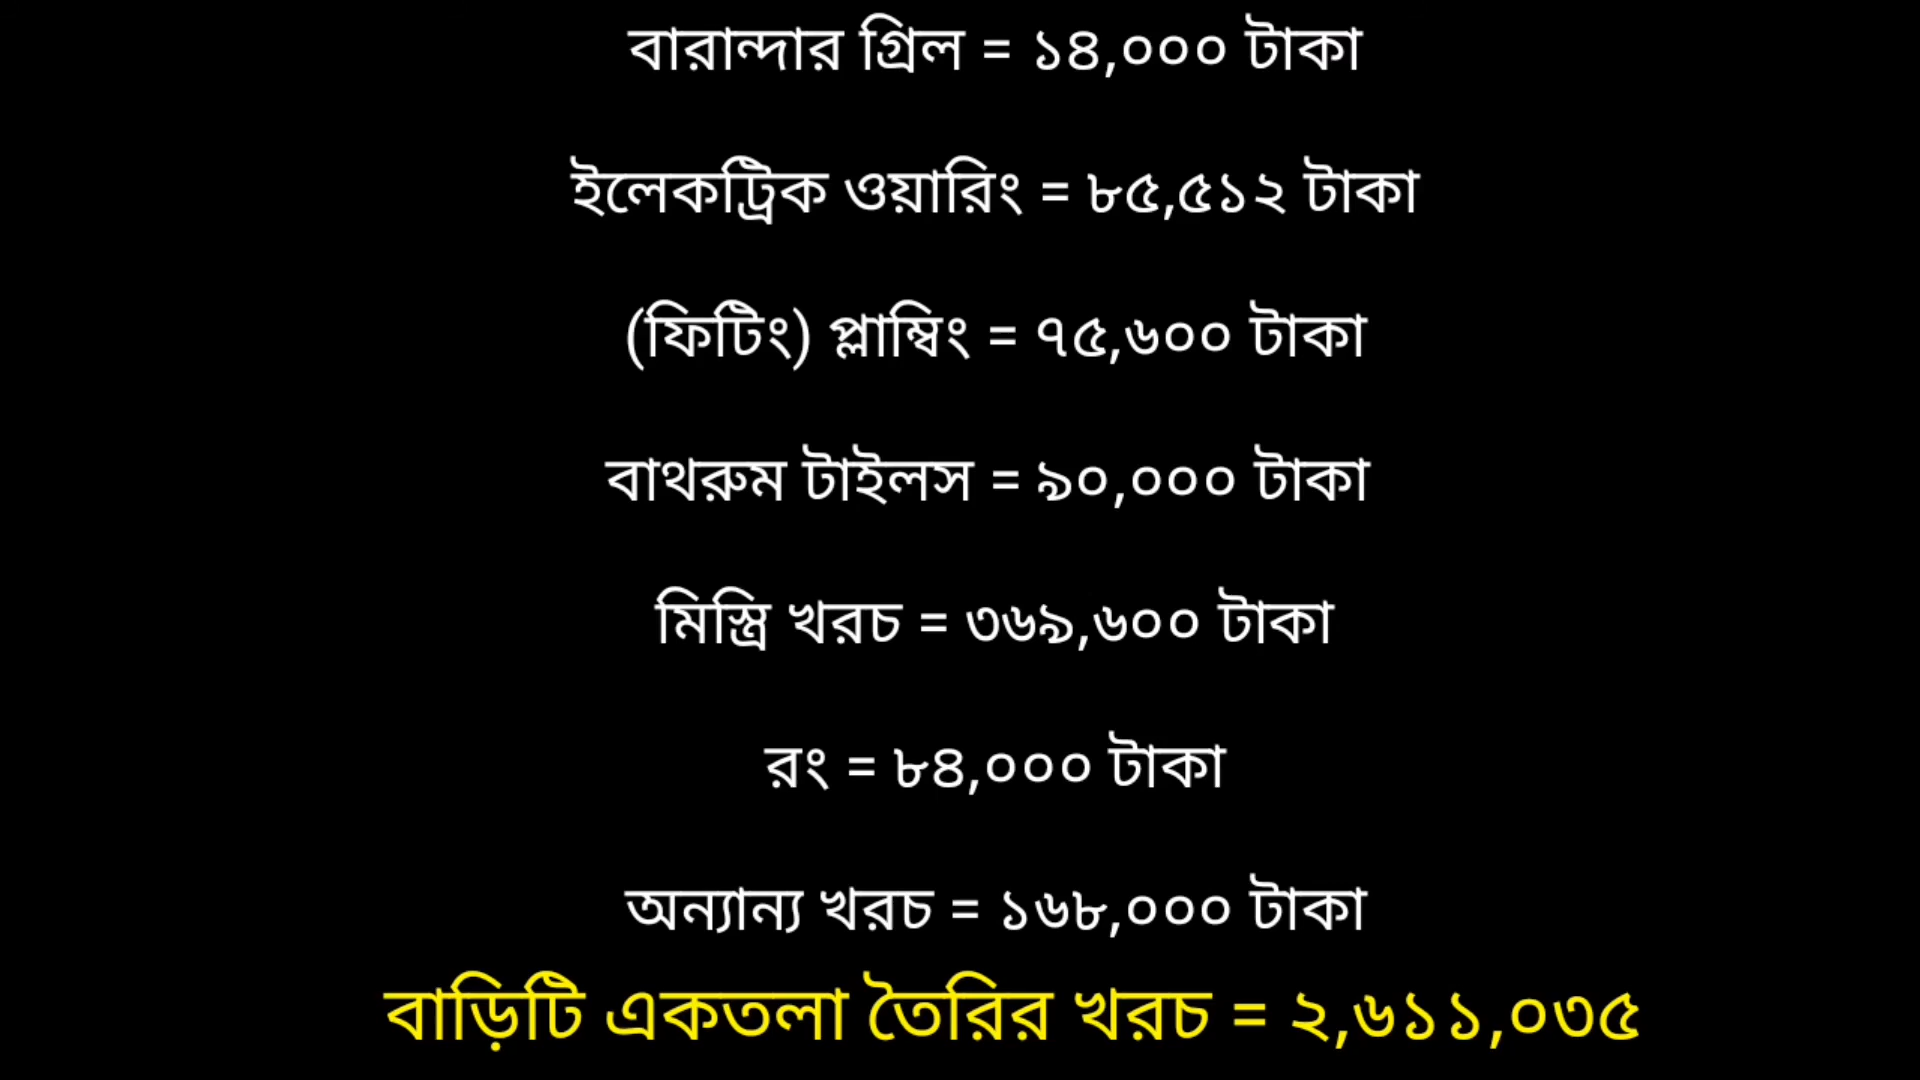 বারান্দার গ্রিল = ১৪,০০০ টাকা
ইলেকট্রিক ওয়ারিং = ৮৫,৫১২ টাকা
(ফিটিং) প্লাম্বিং = ৭৫,৬০০ টাকা
বাথরুম টাইলস = ৯০,০০০ টাকা
মিস্ত্রি খরচ = ৩৬৯,৬০০ টাকা
রং = ৮৪,০০০ টাকা
অন্যান্য খরচ = ১৬৮,০০০ টাকা
বাড়িটি একতলা তৈরির খরচ = ২,৬১১,০৩৫